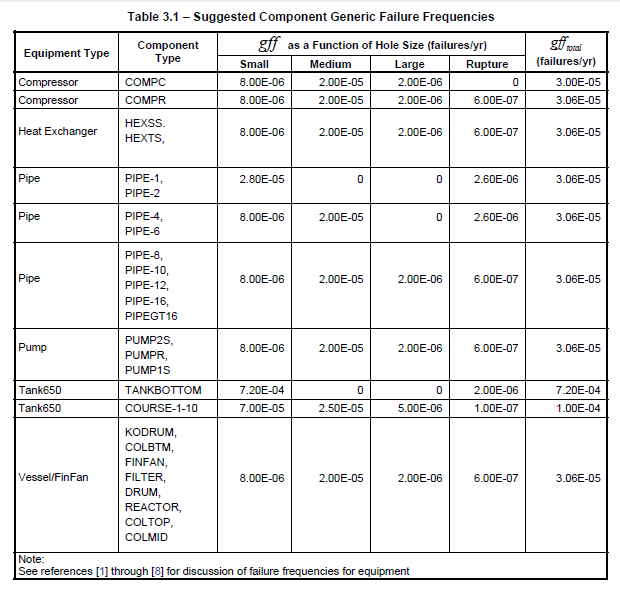 Table 3.1 – Suggested Component Generic Failure Frequencies
Equipment Type Component Type gff as a Function of Hole Size (failures/yr) gff total (failures/yr)
Small Medium Large Rupture
Compressor COMPC 8.00E-06 2.00E-05 2.00E-06 0 3.00E-05
Compressor COMPR 8.00E-06 2.00E-05 2.00E-06 6.00E-07 3.06E-05
Heat Exchanger HEXSS. 8.00E-06 2.00E-05 2.00E-06 6.00E-07 3.06E-05
HEXTS,
Pipe PIPE-1, 2.80E-05 0 0 2.60E-06 3.06E-05
PIPE-2
Pipe PIPE-4, 8.00E-06 2.00E-05 0 2.60E-06 3.06E-05
PIPE-6
PIPE-8,
PIPE-10,
Pipe PIPE-12, 8.00E-06 2.00E-05 2.00E-06 6.00E-07 3.06E-05
PIPE-16,
PIPEGT16
PUMP2S,
Pump PUMPR, 8.00E-06 2.00E-05 2.00E-06 6.00E-07 3.06E-05
PUMP1S
Tank650 TANKBOTTOM 7.20E-04 0 0 2.00E-06 7.20E-04
Tank650 COURSE-1-10 7.00E-05 2.50E-05 5.00E-06 1.00E-07 1.00E-04
KODRUM,
COLBTM,
FINFAN,
Vessel/FinFan FILTER, 8.00E-06 2.00E-05 2.00E-06 6.00E-07 3.06E-05
DRUM,
REACTOR,
COLTOP,
COLMID
Note:
See references [1] through [8] for discussion of failure frequencies for equipment